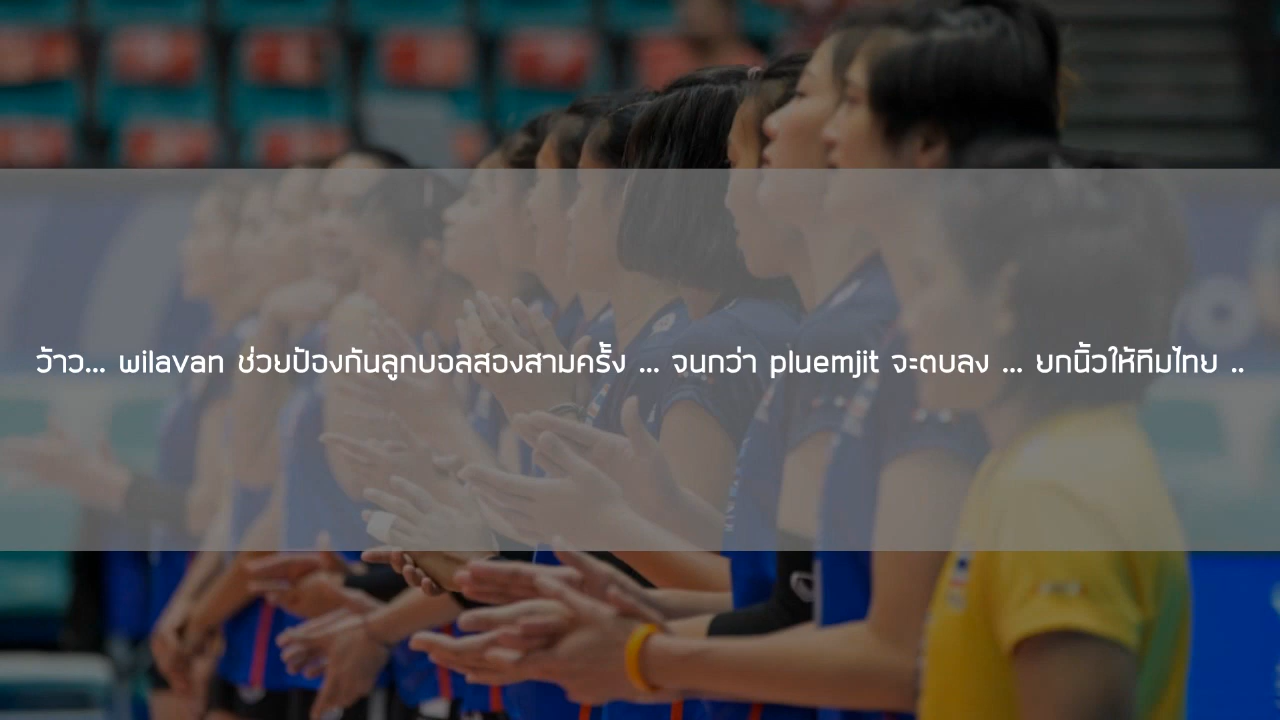 ว้าว... wilavan ช่วยป้องกันลูกบอลสองสามครั้ง ... จนกว่า pluemjit จะตบลง ... ยกนิ้วให้ทีมไทย ..